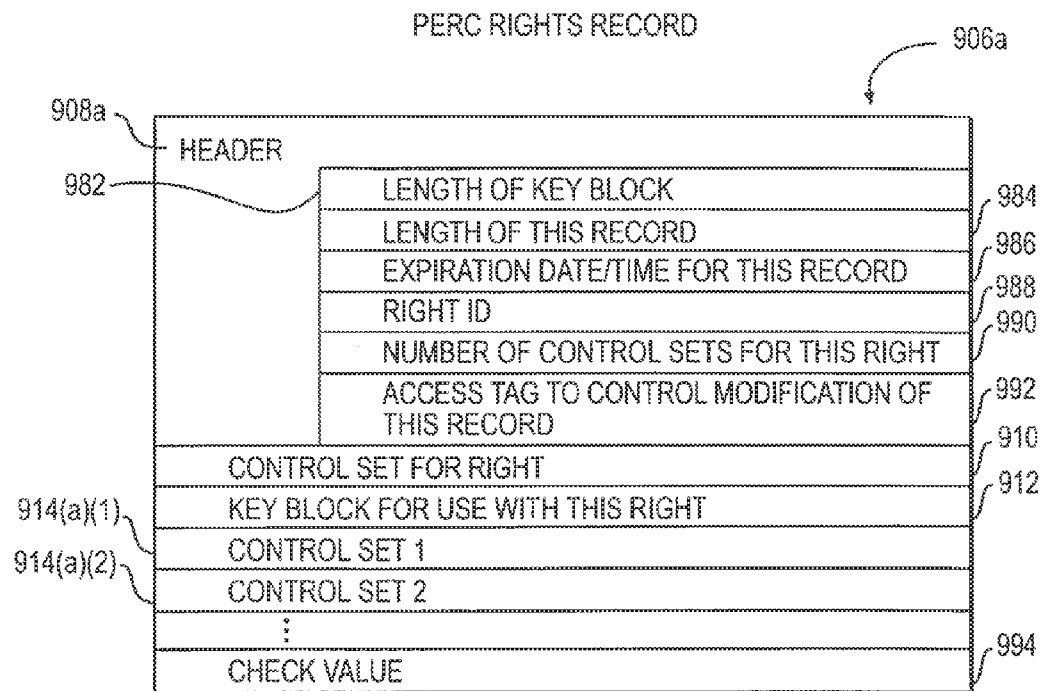 PERC RIGHTS RECORD
906a
908a
HEADER
982
LENGTH OF KEY BLOCK
984
LENGTH OF THIS RECORD
986
EXPIRATION DATE/TIME FOR THIS RECORD
988
RIGHT ID
990
NUMBER OF CONTROL SETS FOR THIS RIGHT
ACCESS TAG TO CONTROL MODIFICATION OF
992
THIS RECORD
910
CONTROL SET FOR RIGHT
912
KEY BLOCK FOR USE WITH THIS RIGHT
914(a)(1)
CONTROL SET 1
914(a)(2)
CONTROL SET 2
⋮
994
CHECK VALUE